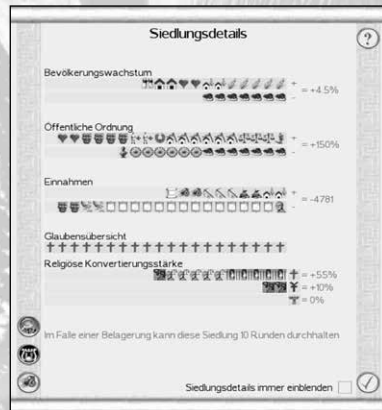 Siedlungsdetails
?
Bevölkerungswachstum
+
= +4.5%
-
Öffentliche Ordnung
+
= +150%
-
Einnahmen
+
= -4781
-
Glaubensübersicht
Religiöse Konvertierungsstärke
= +55%
= +10%
= 0%
Im Falle einer Belagerung kann diese Siedlung 10 Runden durchhalten
Siedlungsdetails immer einblenden